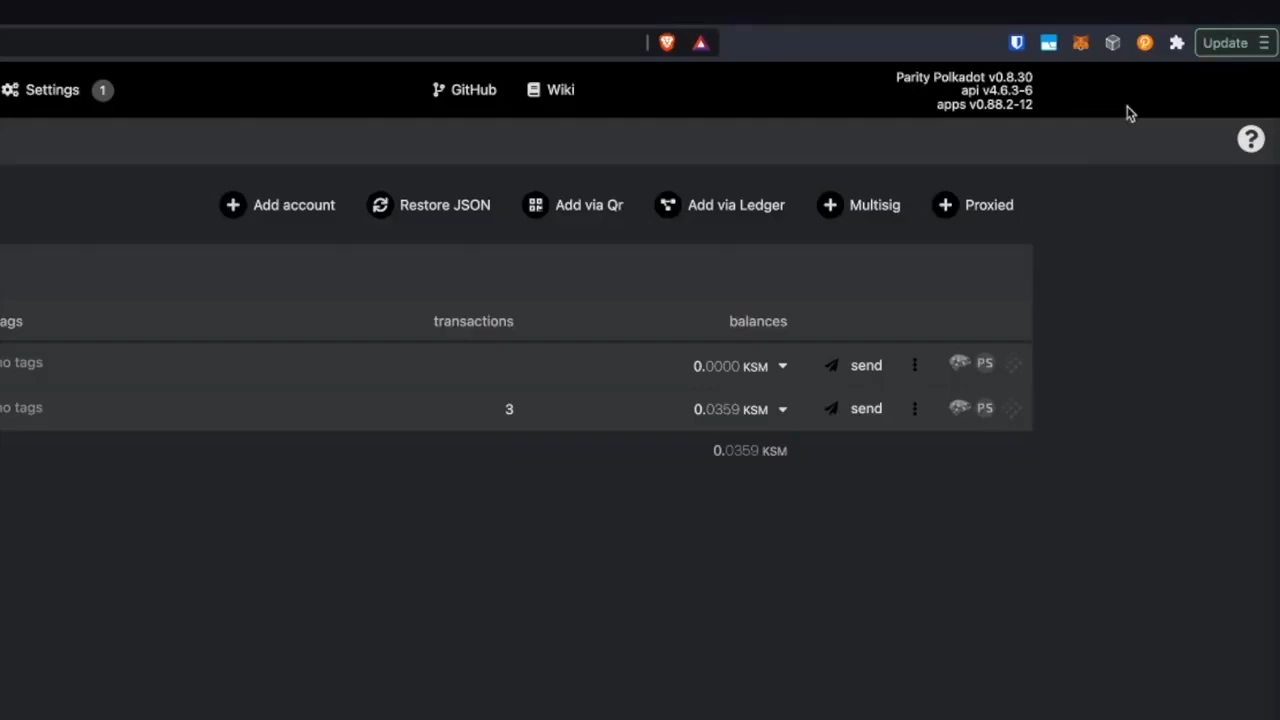 Update
Settings 1 GitHub Wiki
Parity Polkadot v0.8.30
api v4.6.3-6
apps v0.88.2-12
?
Add account Restore JSON Add via Qr Add via Ledger Multisig Proxied
ags transactions balances
no tags 0.0000 KSM send PS
no tags 3 0.0359 KSM send PS
0.0359 KSM